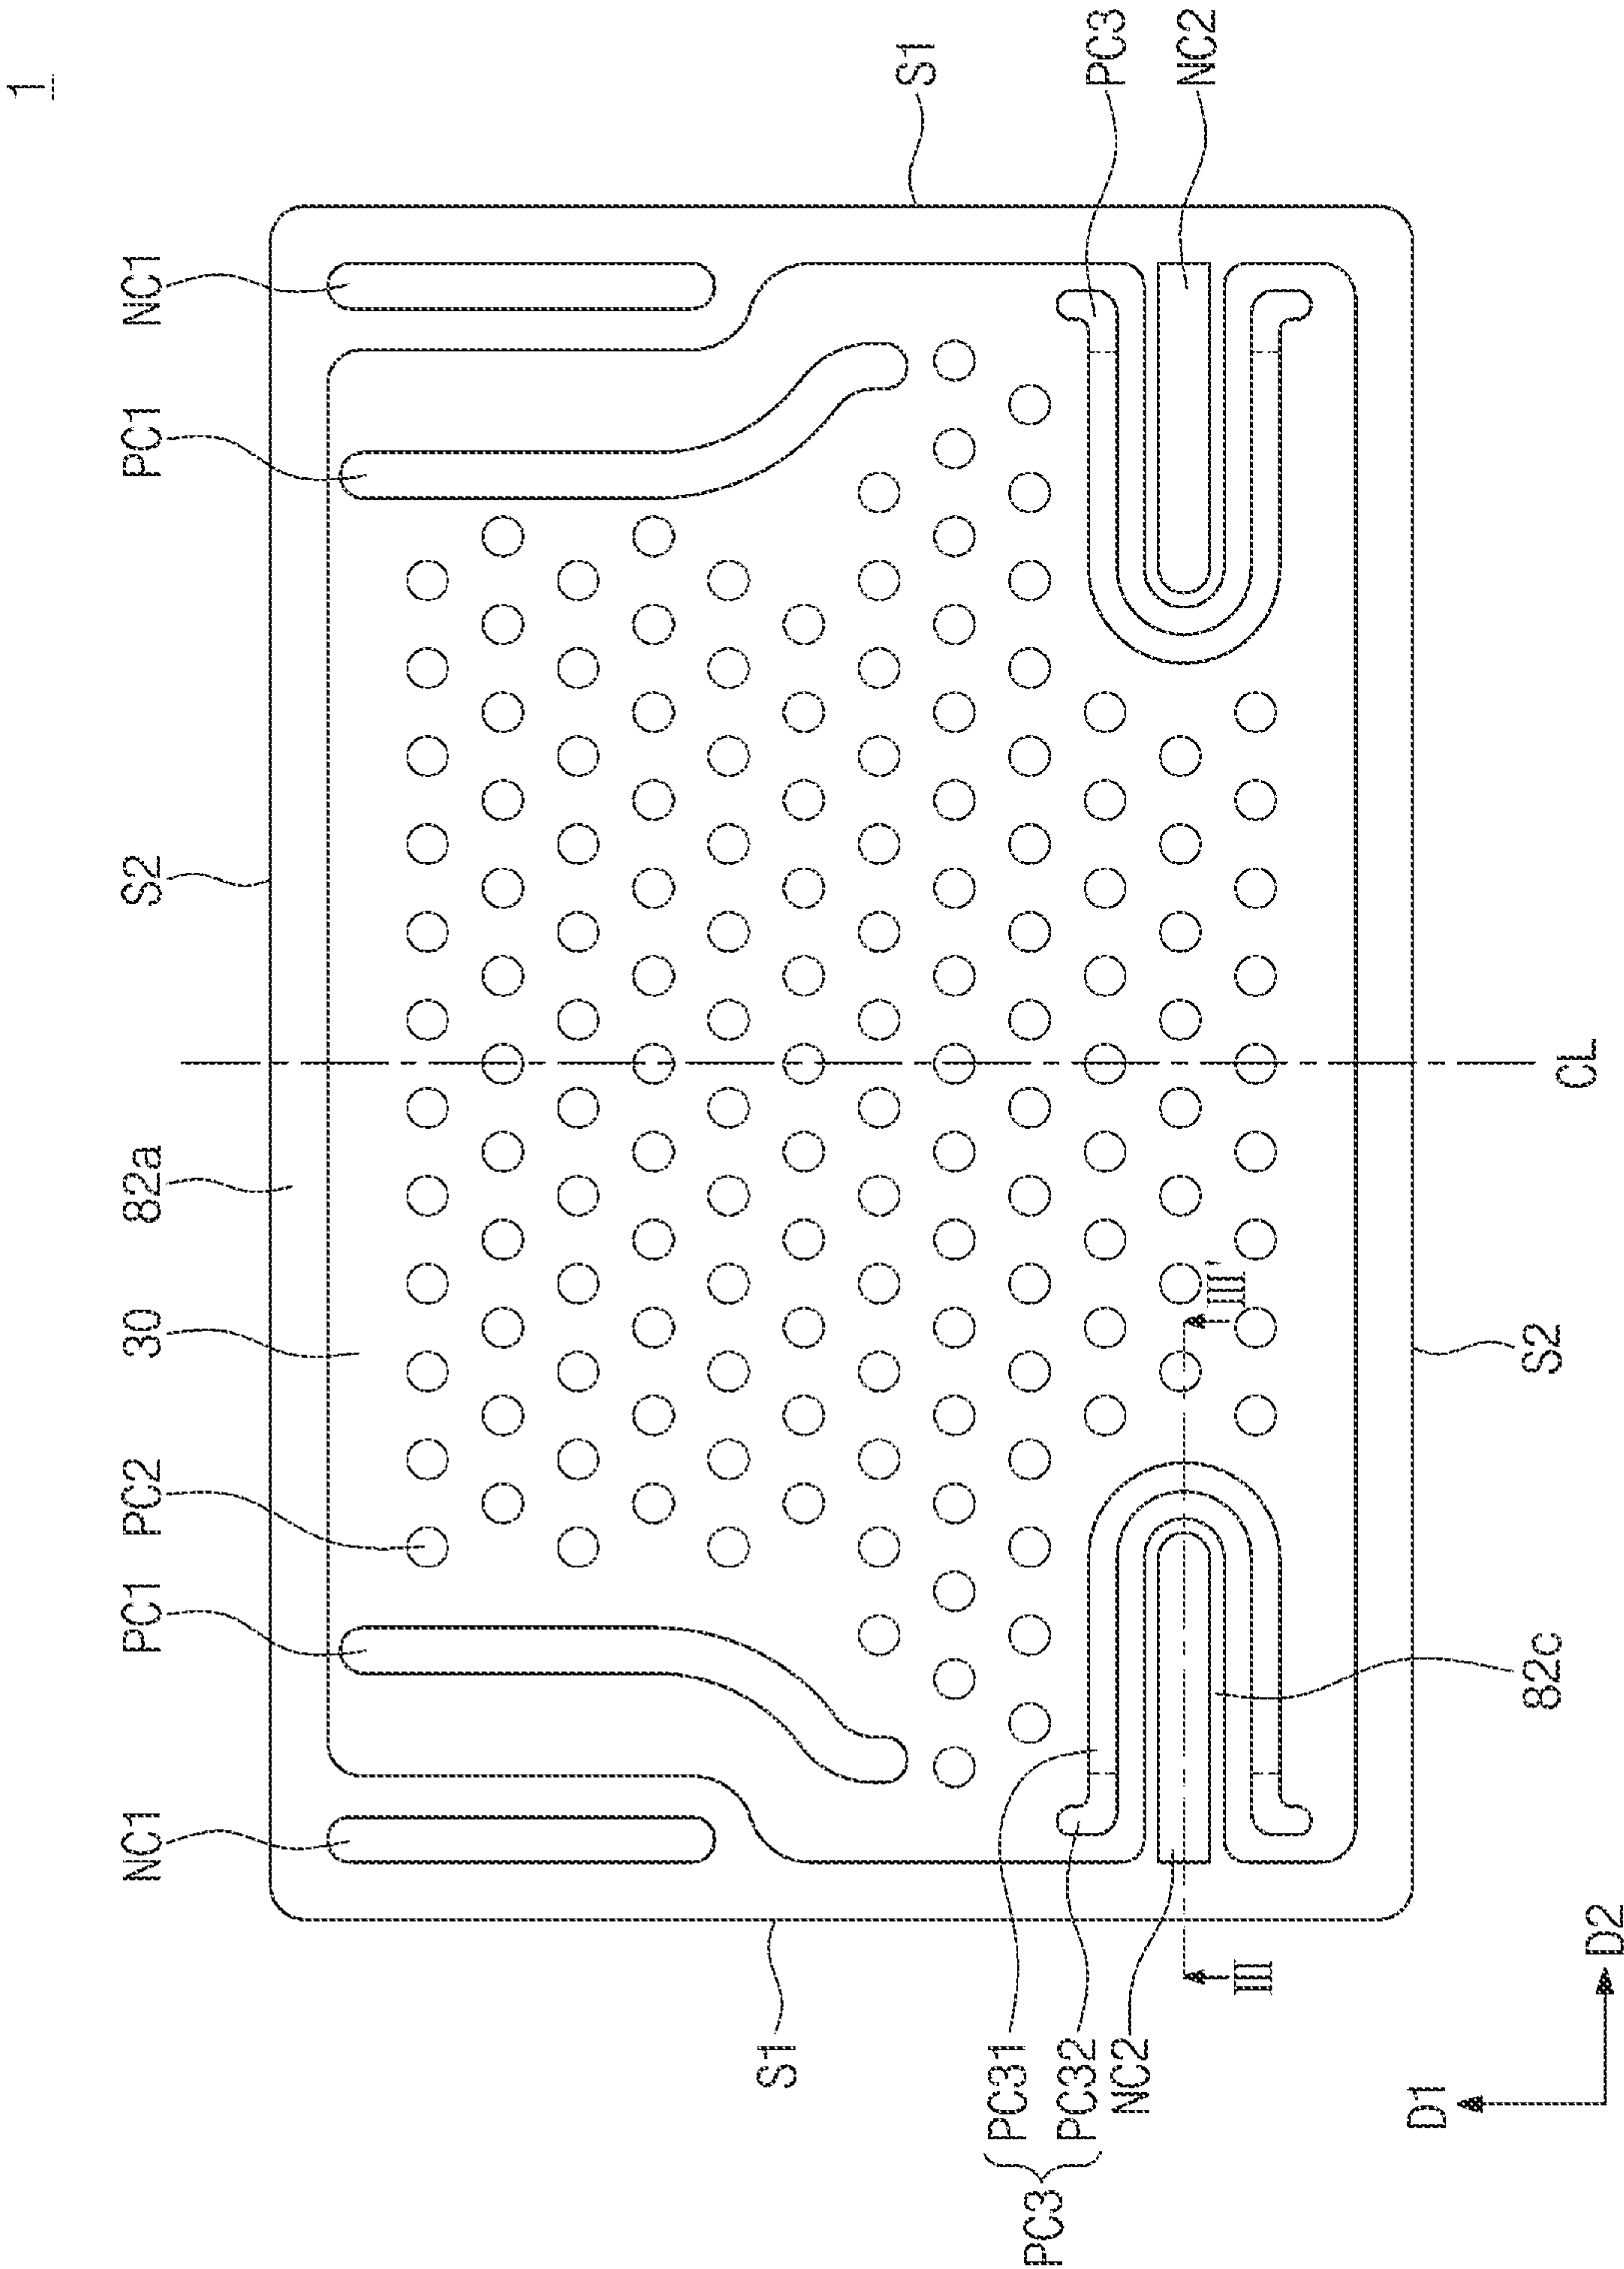 1
NC1
PC1
PC2
30
82a
S2
PC1
NC1
S1
S1
PC3
NC2
PC31
PC32
PC3
NC2
III
III'
82c
S2
CL
D1
D2